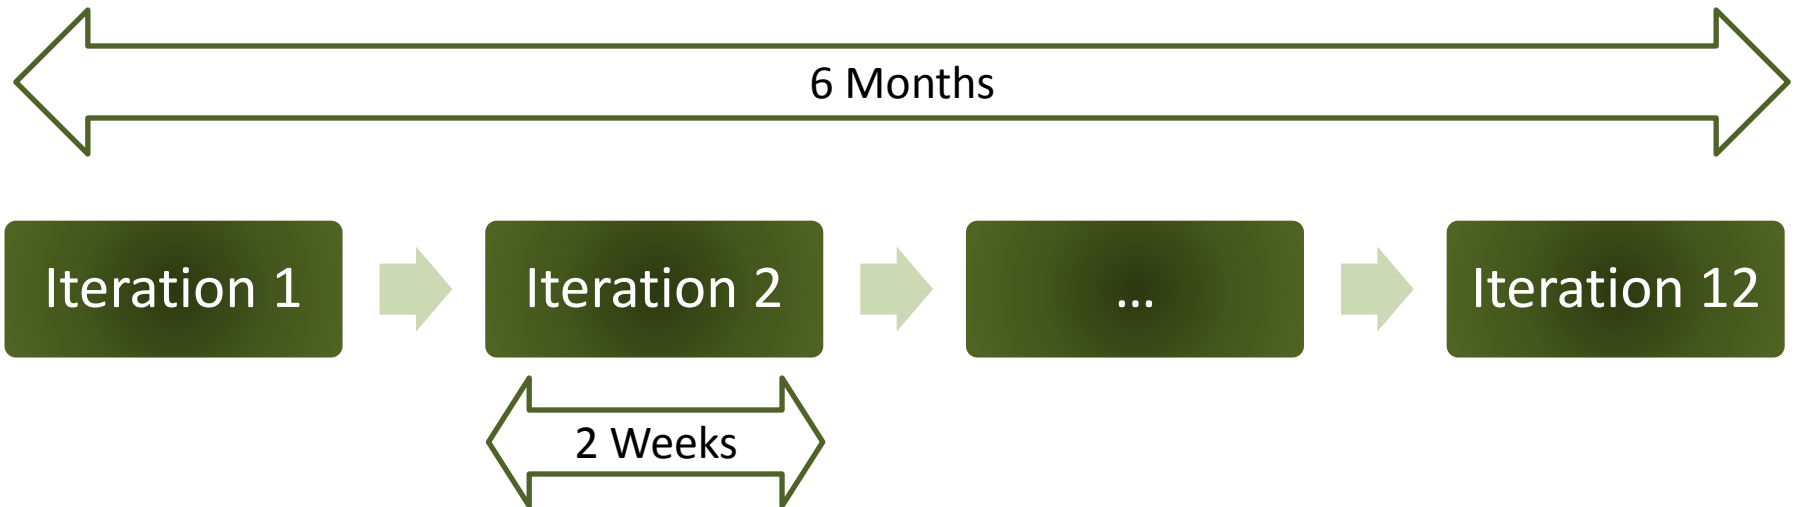 6 Months
Iteration 1
Iteration 2
...
Iteration 12
2 Weeks